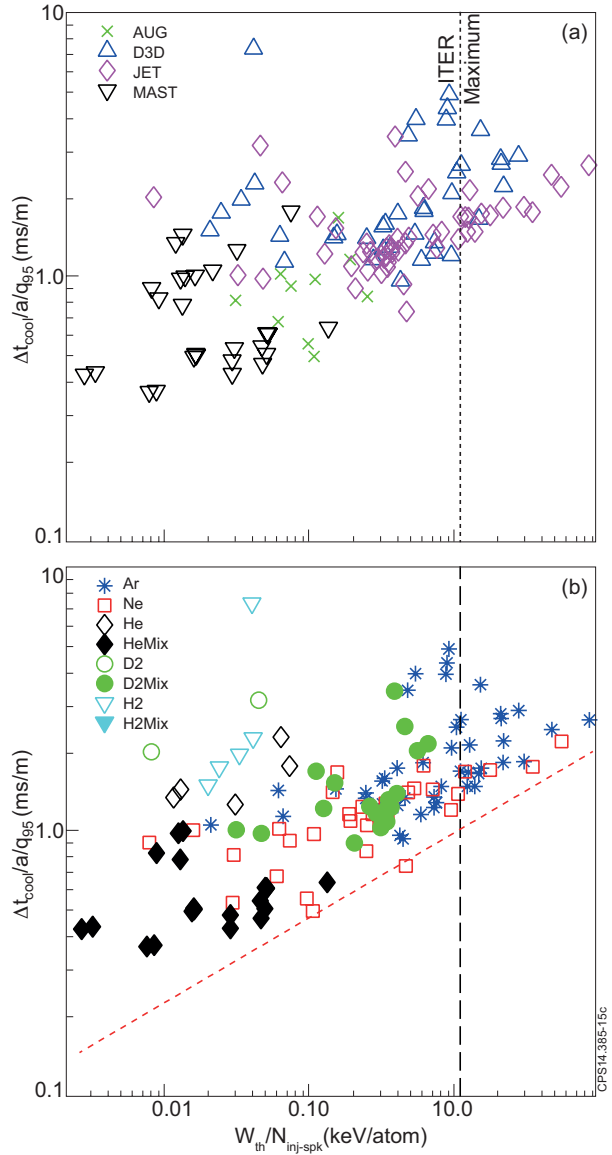 10
(a)
AUG
D3D
JET
MAST
ITER
Maximum
Δt_cool/a/q_95 (ms/m)
1.0
0.1
10
(b)
Ar
Ne
He
HeMix
D2
D2Mix
H2
H2Mix
Δt_cool/a/q_95 (ms/m)
1.0
0.1
0.01 0.10 10.0
W_th/N_inj-spk(keV/atom)
CPS14.385-15c